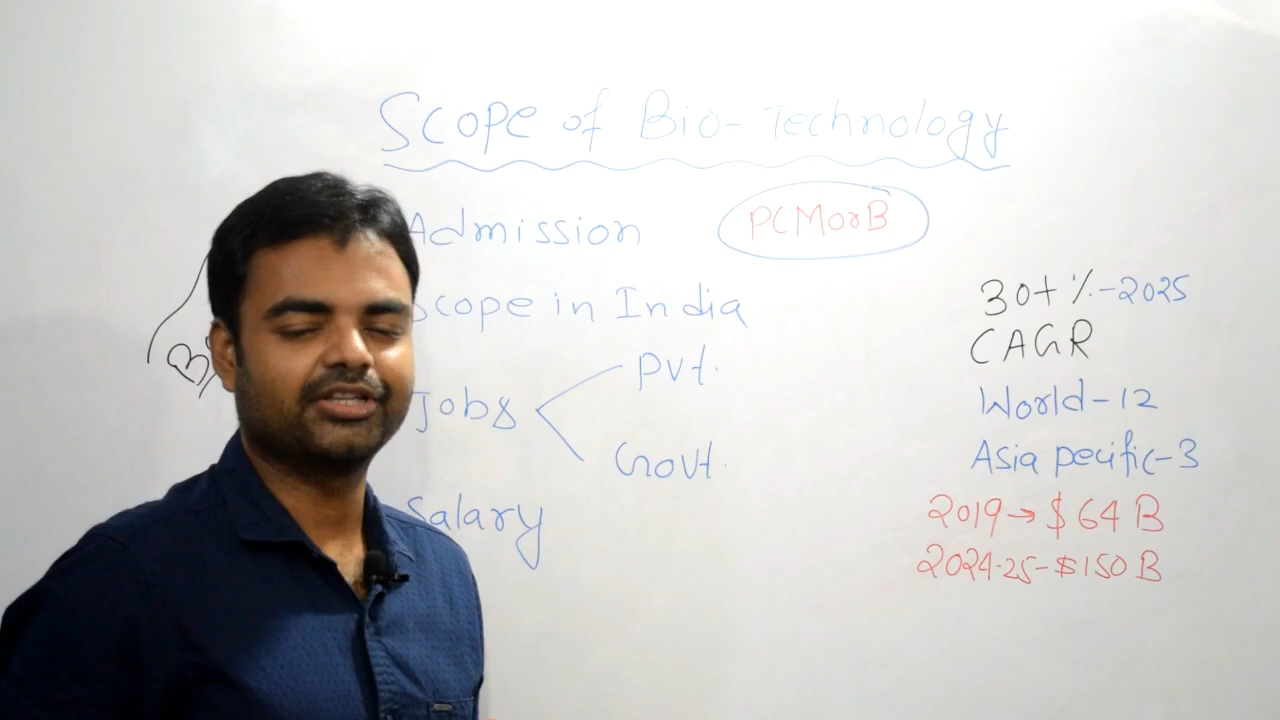 Scope of Bio-Technology
Admission
PCMorB
Scope in India
Jobs
Pvt.
Govt.
Salary
30+ %-2025
CAGR
World-12
Asia pecific-3
2019→$64 B
2024-25-$150 B